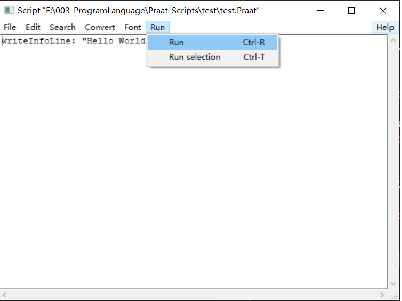 Script "E:\003_ProgramLanguage\Praat_Scripts\test\test.Praat"
File Edit Search Convert Font Run Help
writeInfoLine: "Hello World
Run Ctrl-R
Run selection Ctrl-T